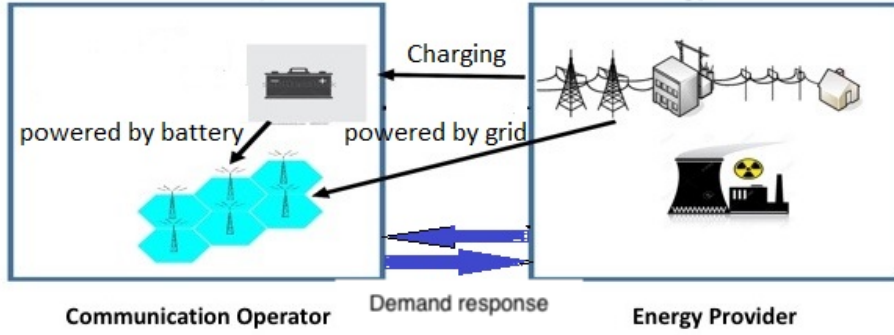 Charging
powered by battery
powered by grid
Demand response
Communication Operator
Energy Provider